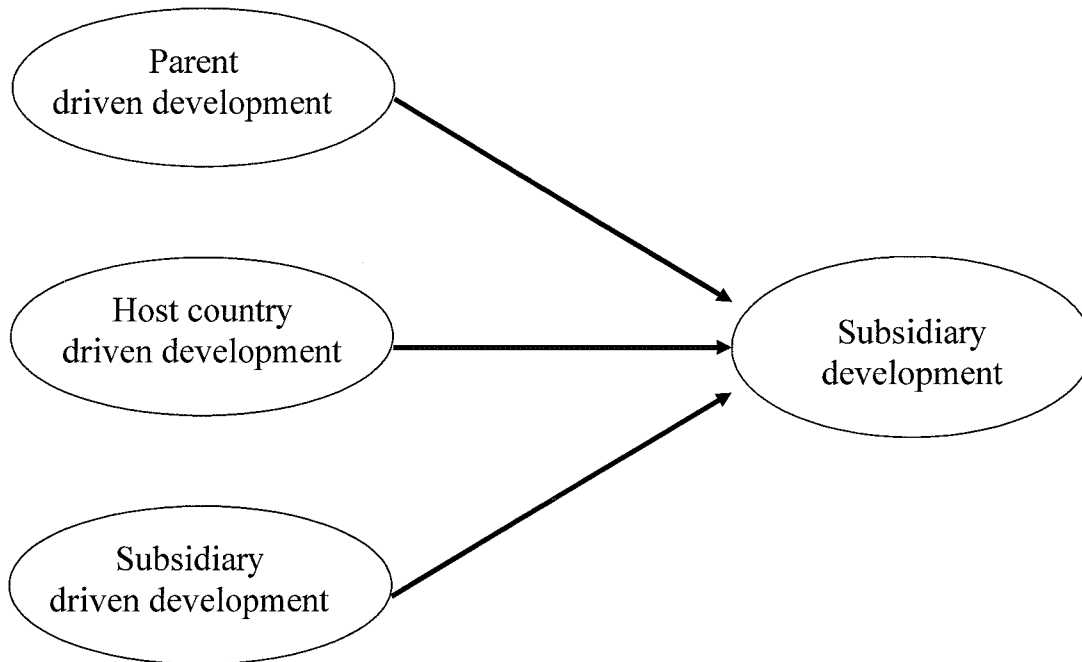 Parent
driven development
Host country
driven development
Subsidiary
development
Subsidiary
driven development